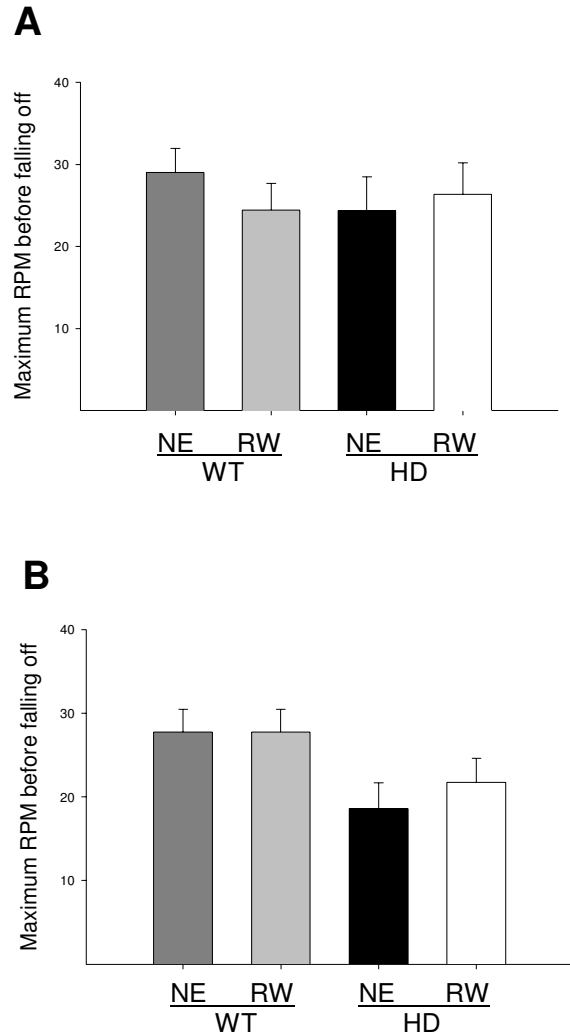 A
Maximum RPM before falling off
40
30
20
10
NE RW NE RW
WT HD
B
Maximum RPM before falling off
40
30
20
10
NE RW NE RW
WT HD